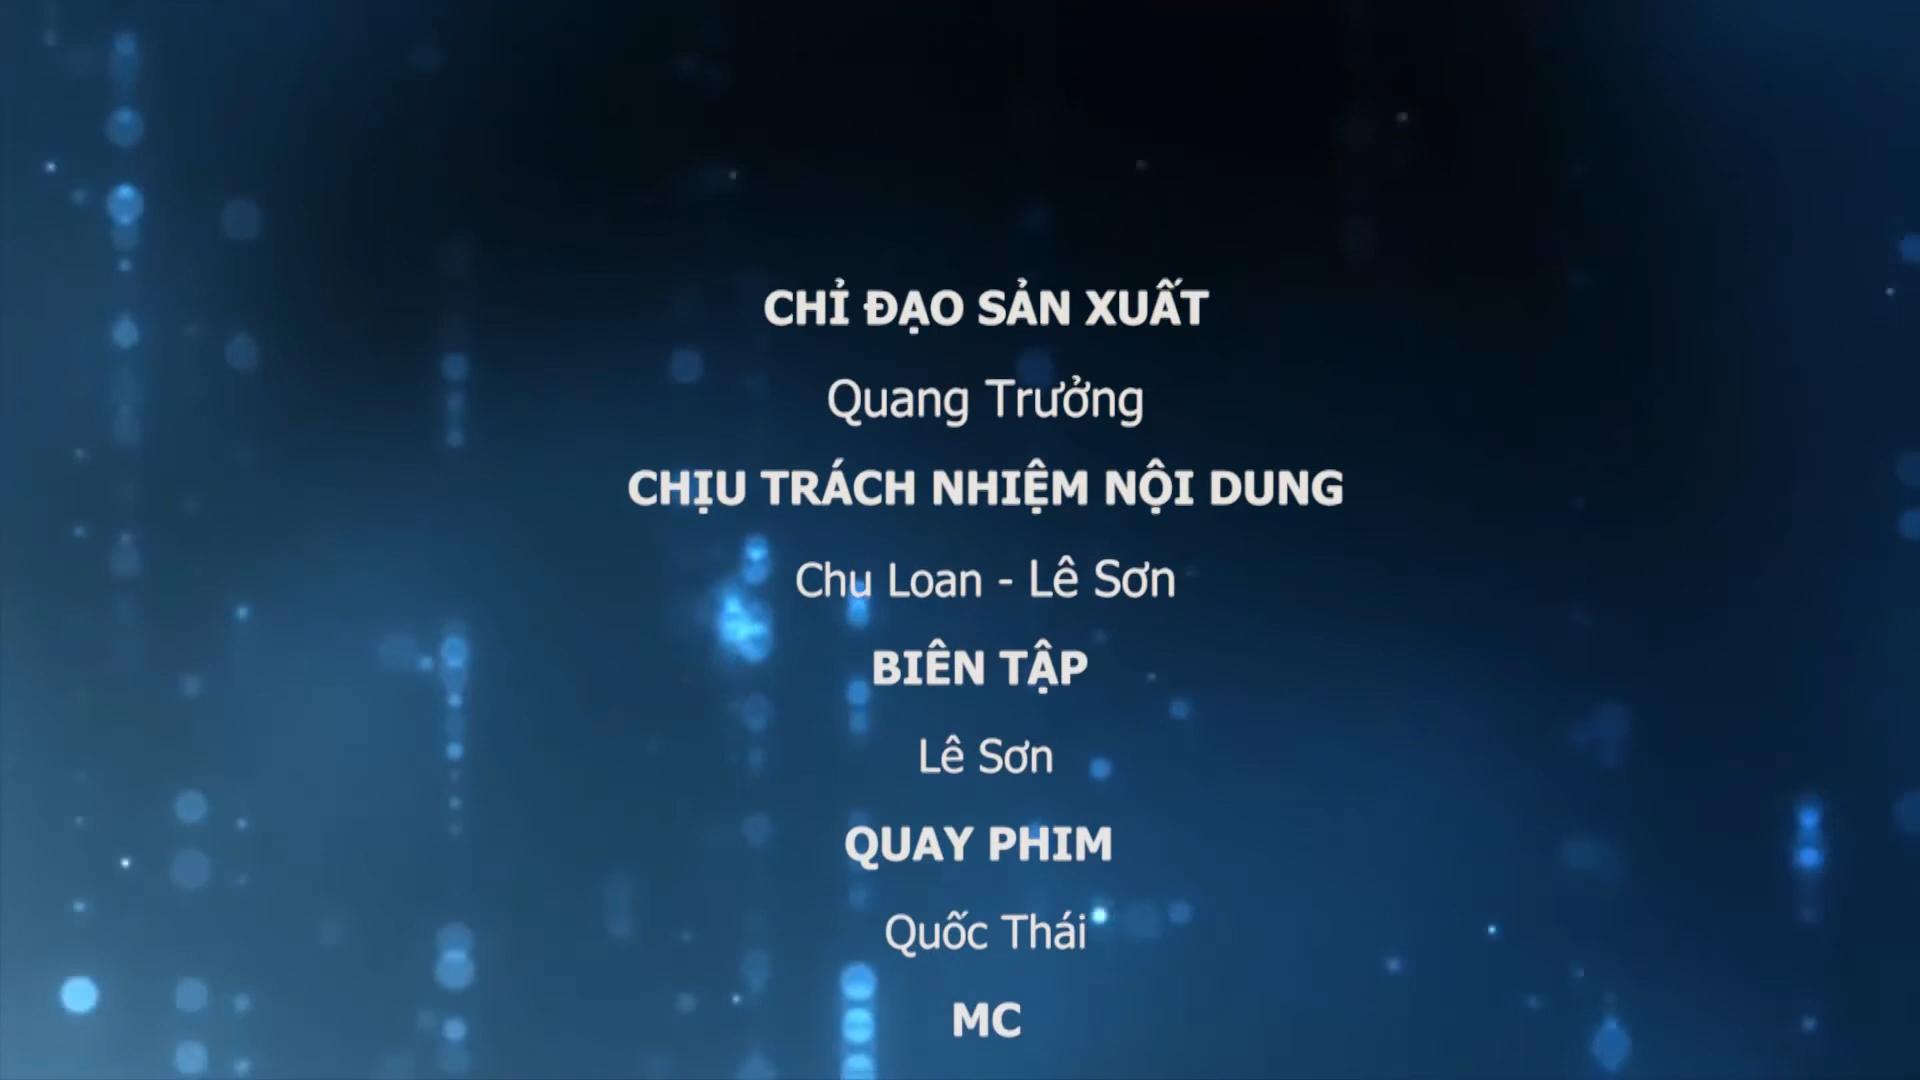 CHỈ ĐẠO SẢN XUẤT
Quang Trưởng
CHỊU TRÁCH NHIỆM NỘI DUNG
Chu Loan - Lê Sơn
BIÊN TẬP
Lê Sơn
QUAY PHIM
Quốc Thái
MC